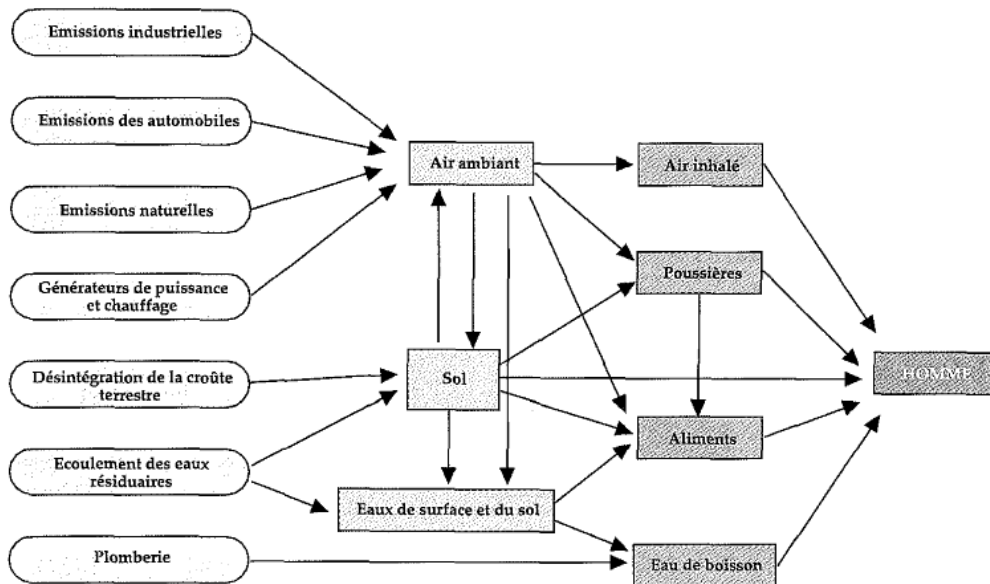 Emissions industrielles
Emissions des automobiles
Emissions naturelles
Générateurs de puissance
et chauffage
Désintégration de la croûte
terrestre
Ecoulement des eaux
résiduaires
Plomberie
Air ambiant
Sol
Eaux de surface et du sol
Air inhalé
Poussières
Aliments
Eau de boisson
HOMME